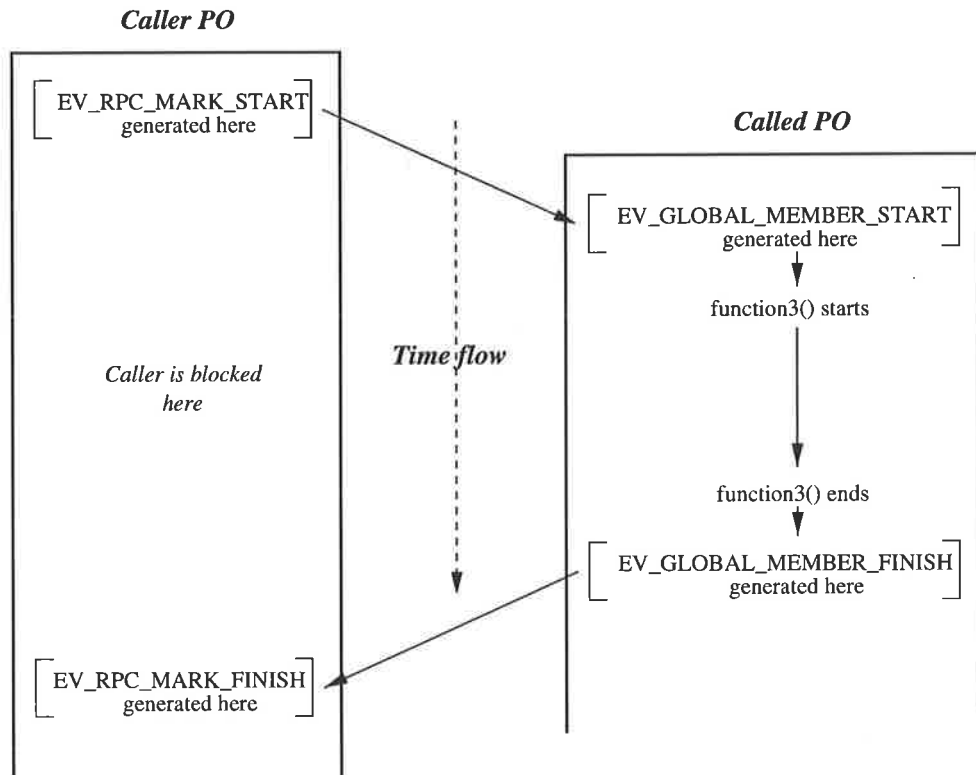 Caller PO
EV_RPC_MARK_START
generated here
Called PO
EV_GLOBAL_MEMBER_START
generated here
function3() starts
Time flow
Caller is blocked
here
function3() ends
EV_GLOBAL_MEMBER_FINISH
generated here
EV_RPC_MARK_FINISH
generated here